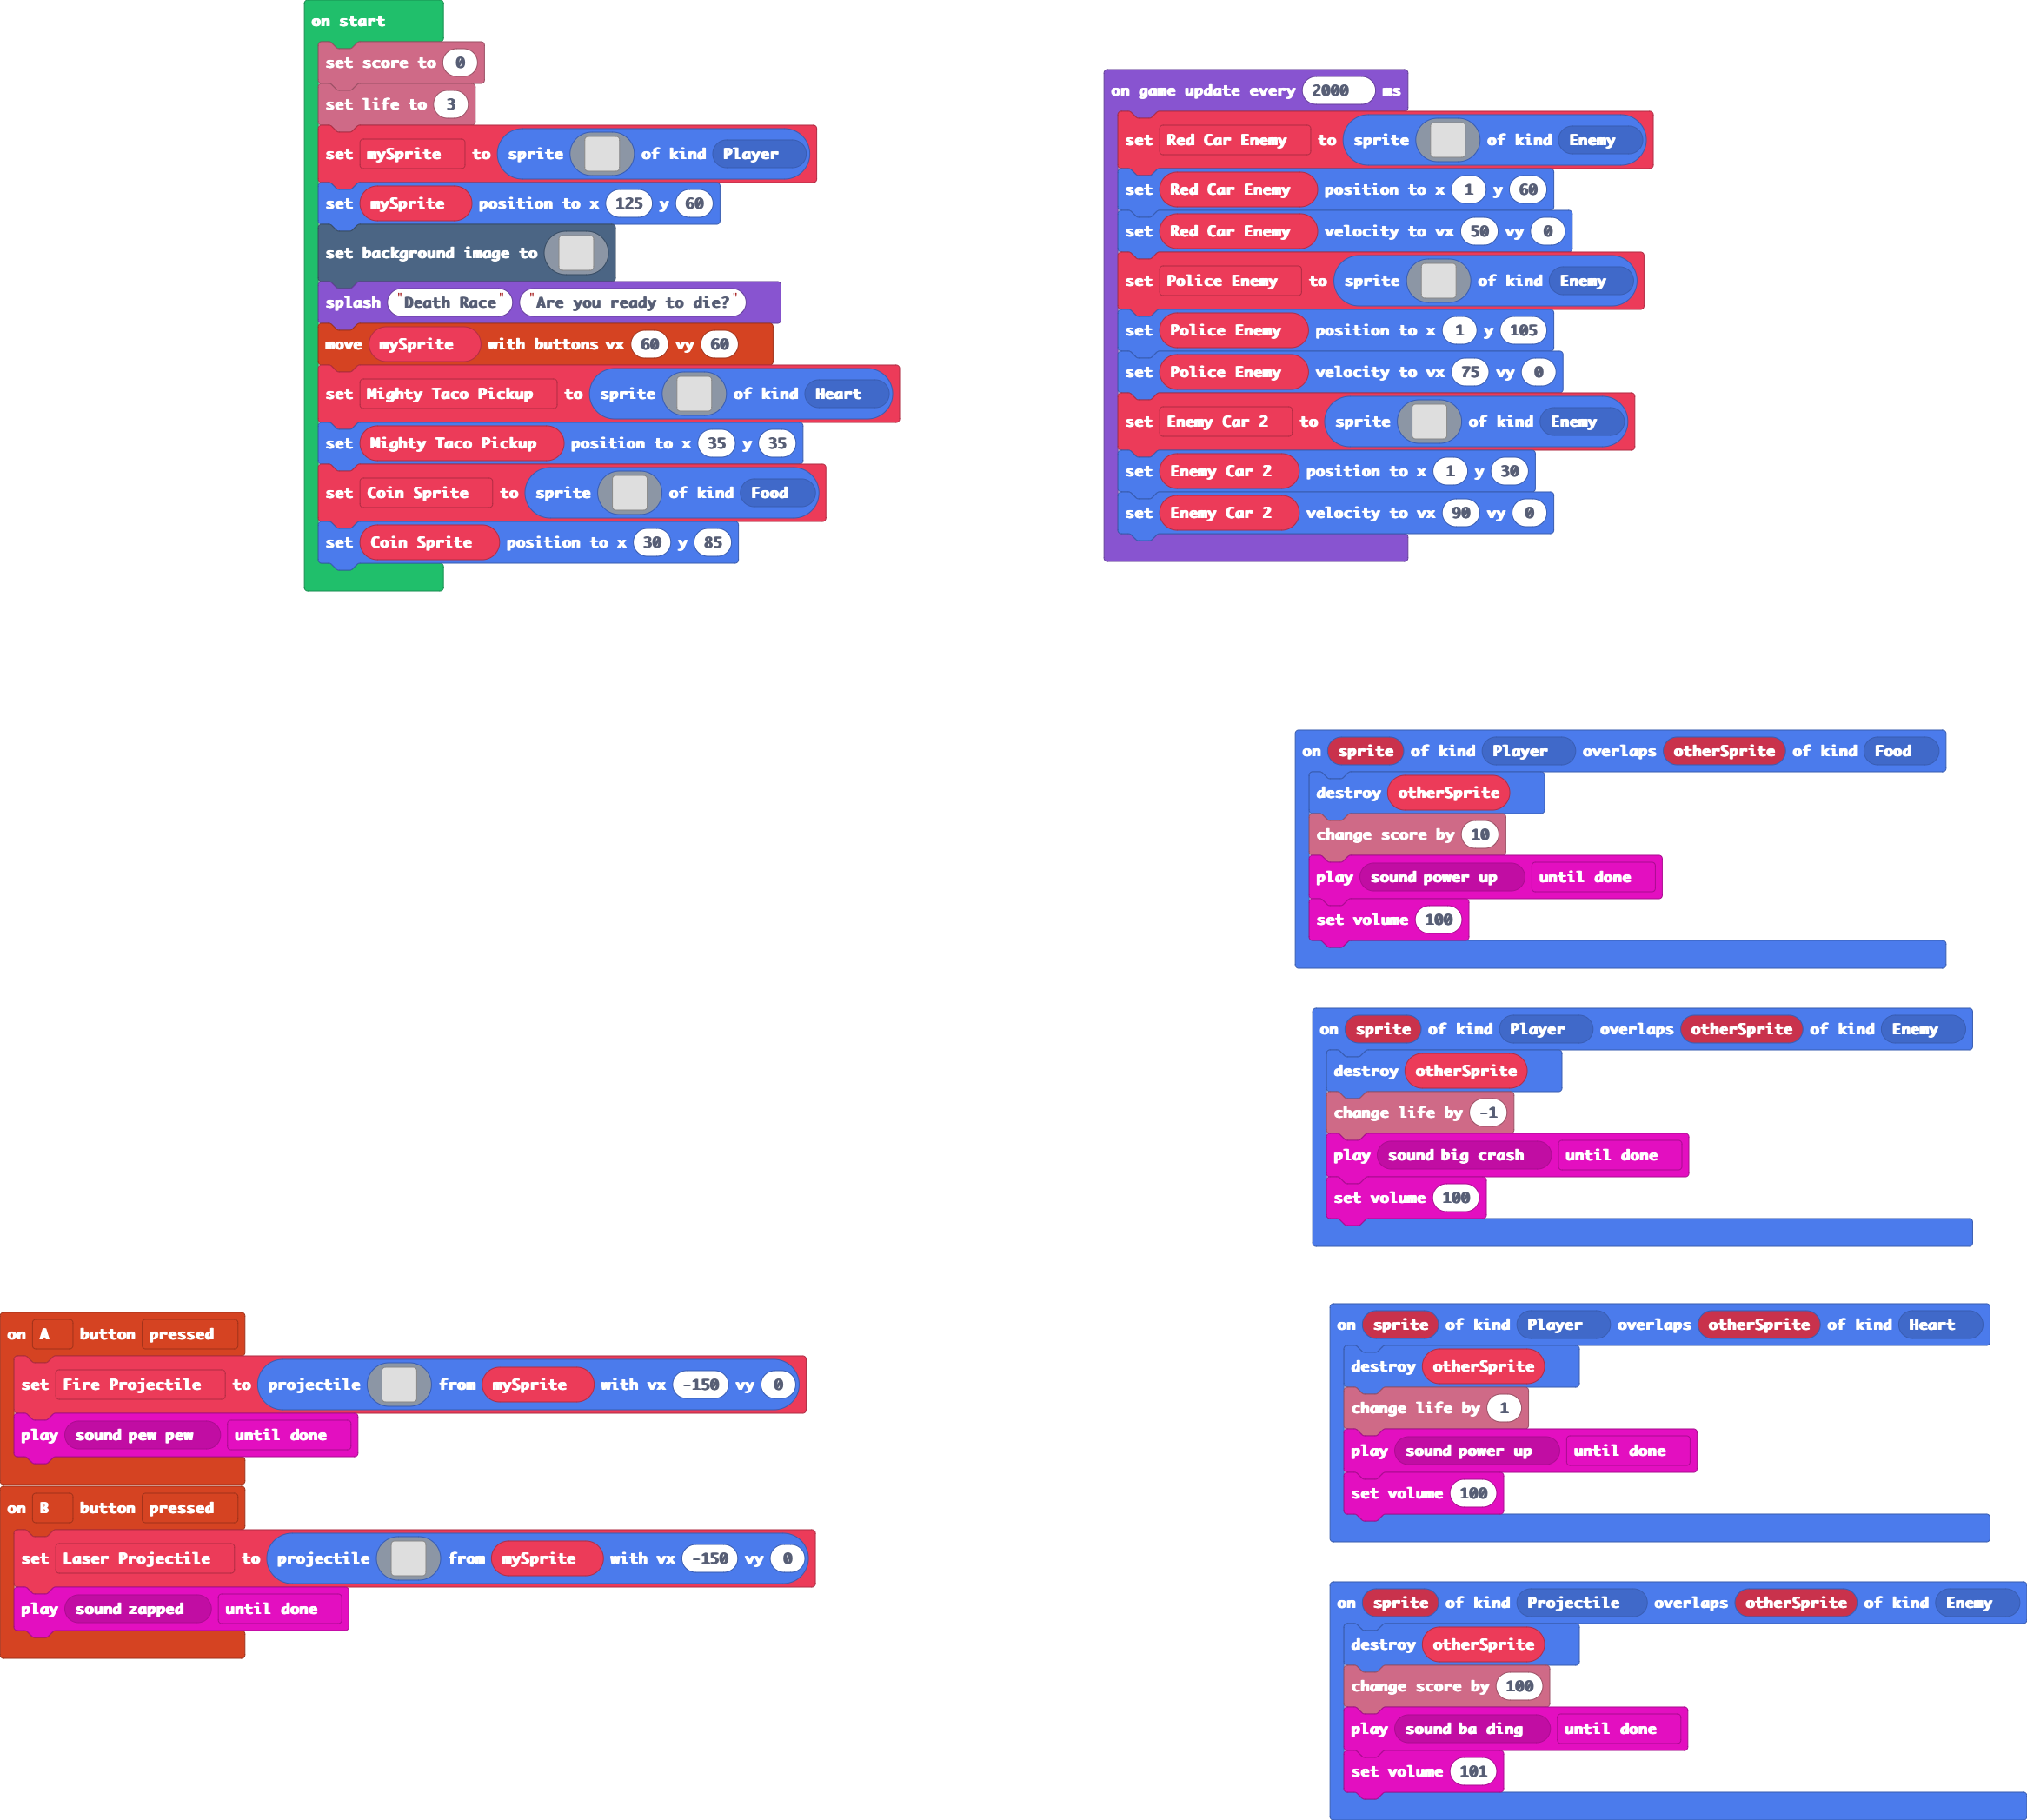 on start
set score to 0
set life to 3
set mySprite to sprite of kind Player
set mySprite position to x 125 y 60
set background image to
splash "Death Race" "Are you ready to die?"
move mySprite with buttons vx 60 vy 60
set Mighty Taco Pickup to sprite of kind Heart
set Mighty Taco Pickup position to x 35 y 35
set Coin Sprite to sprite of kind Food
set Coin Sprite position to x 30 y 85
on game update every 2000 ms
set Red Car Enemy to sprite of kind Enemy
set Red Car Enemy position to x 1 y 60
set Red Car Enemy velocity to vx 50 vy 0
set Police Enemy to sprite of kind Enemy
set Police Enemy position to x 1 y 105
set Police Enemy velocity to vx 75 vy 0
set Enemy Car 2 to sprite of kind Enemy
set Enemy Car 2 position to x 1 y 30
set Enemy Car 2 velocity to vx 90 vy 0
on sprite of kind Player overlaps otherSprite of kind Food
destroy otherSprite
change score by 10
play sound power up until done
set volume 100
on sprite of kind Player overlaps otherSprite of kind Enemy
destroy otherSprite
change life by -1
play sound big crash until done
set volume 100
on A button pressed
set Fire Projectile to projectile from mySprite with vx -150 vy 0
play sound pew pew until done
on B button pressed
set Laser Projectile to projectile from mySprite with vx -150 vy 0
play sound zapped until done
on sprite of kind Player overlaps otherSprite of kind Heart
destroy otherSprite
change life by 1
play sound power up until done
set volume 100
on sprite of kind Projectile overlaps otherSprite of kind Enemy
destroy otherSprite
change score by 100
play sound ba ding until done
set volume 101